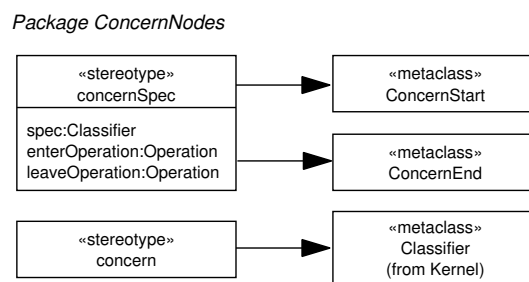 Package ConcernNodes
«stereotype»
concernSpec
spec:Classifier
enterOperation:Operation
leaveOperation:Operation
«metaclass»
ConcernStart
«metaclass»
ConcernEnd
«stereotype»
concern
«metaclass»
Classifier
(from Kernel)